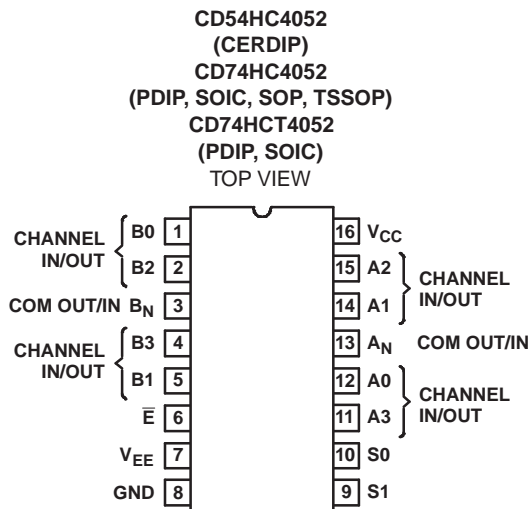 CD54HC4052
(CERDIP)
CD74HC4052
(PDIP, SOIC, SOP, TSSOP)
CD74HCT4052
(PDIP, SOIC)
TOP VIEW
CHANNEL IN/OUT B0 1 16 VCC
B2 2 15 A2 CHANNEL IN/OUT
COM OUT/IN BN 3 14 A1
CHANNEL IN/OUT B3 4 13 AN COM OUT/IN
B1 5 12 A0 CHANNEL IN/OUT
E̅ 6 11 A3
VEE 7 10 S0
GND 8 9 S1